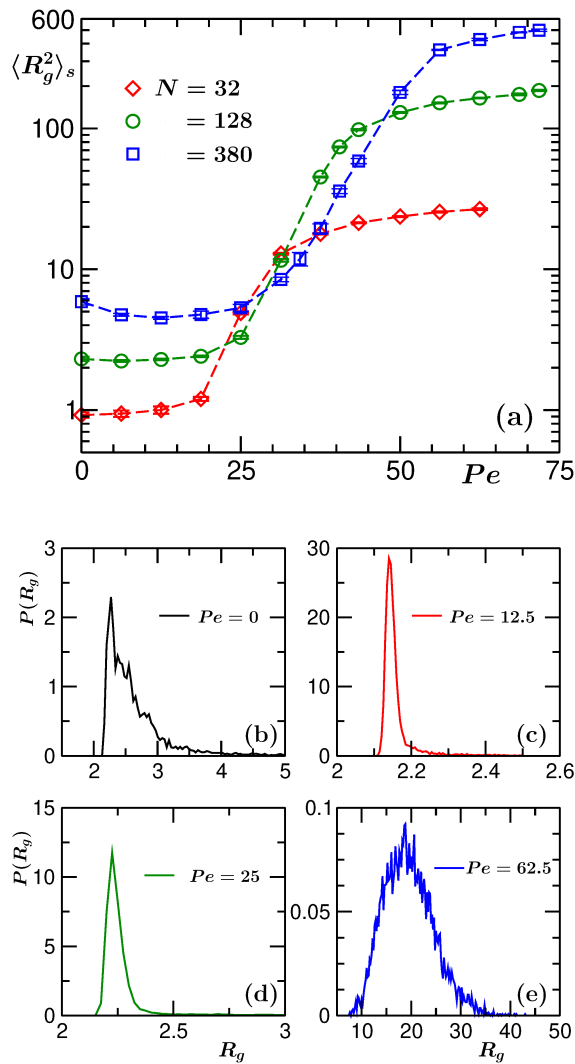 600
⟨R_g^2⟩_s
N = 32
100
= 128
= 380
10
1
(a)
0 25 50 Pe 75
3 30
P(R_g) Pe = 0 Pe = 12.5
2 20
1 10
(b) (c)
0 0
2 3 4 5 2 2.2 2.4 2.6
15 0.1
P(R_g) Pe = 25 Pe = 62.5
10 0.05
5
(d) (e)
0 0
2 2.5 3 10 20 30 40 50
R_g R_g